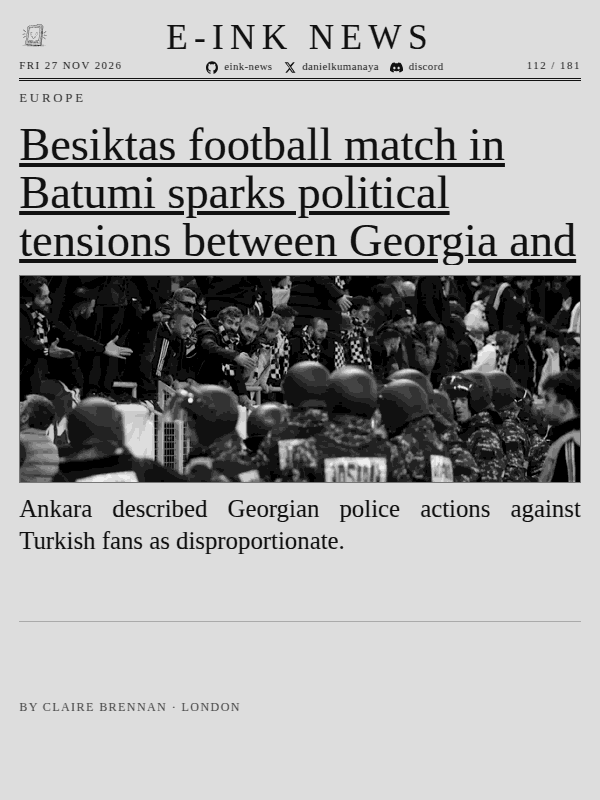 E-INK NEWS
FRI 27 NOV 2026
eink-news danielkumanaya discord
112 / 181
EUROPE
Besiktas football match in
Batumi sparks political
tensions between Georgia and
Ankara described Georgian police actions against
Turkish fans as disproportionate.
BY CLAIRE BRENNAN · LONDON